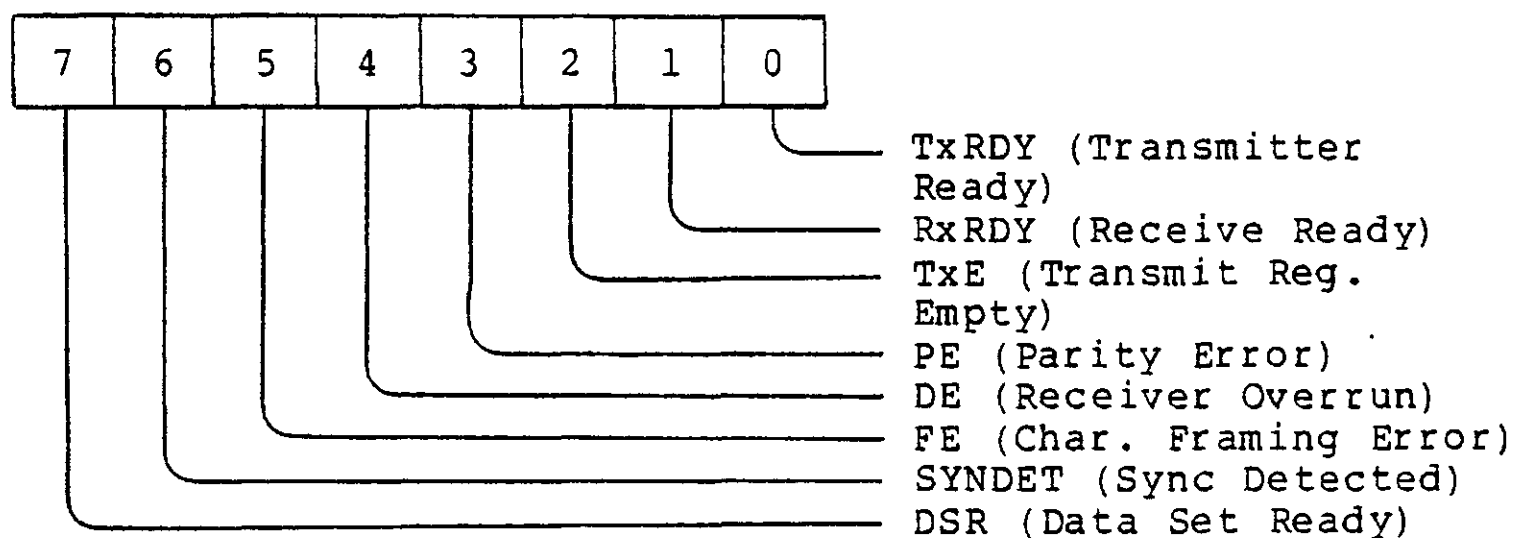 7 6 5 4 3 2 1 0
TxRDY (Transmitter
Ready)
RxRDY (Receive Ready)
TxE (Transmit Reg.
Empty)
PE (Parity Error)
DE (Receiver Overrun)
FE (Char. Framing Error)
SYNDET (Sync Detected)
DSR (Data Set Ready)